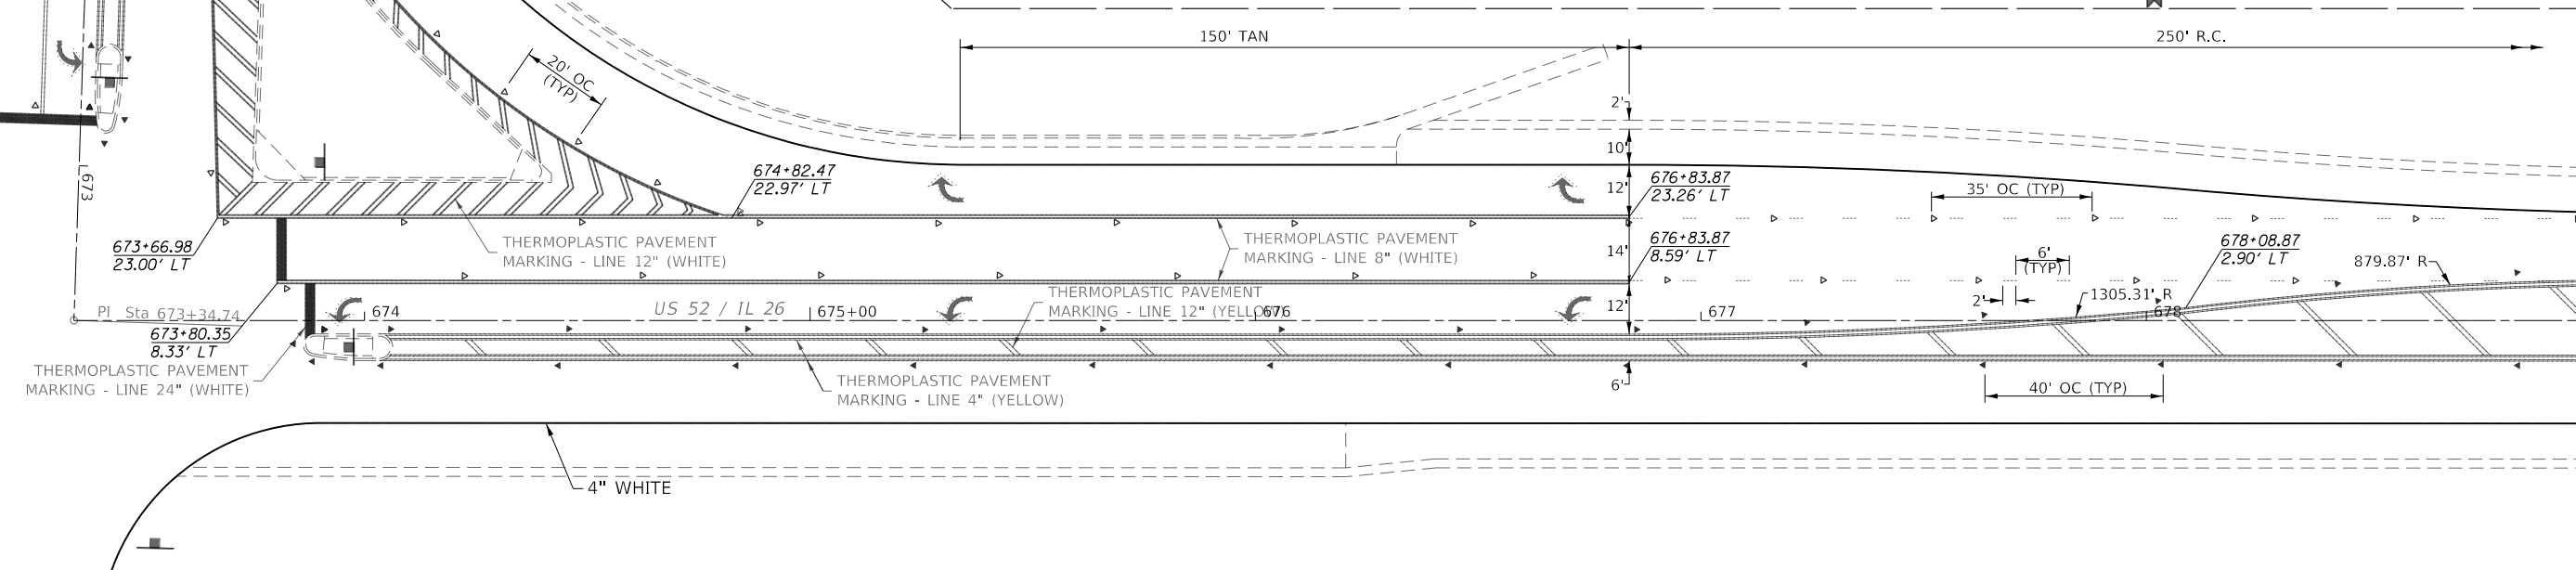 150' TAN
250' R.C.
20' OC
(TYP)
2'
10'
673
674+82.47
22.97' LT
12'
676+83.87
23.26' LT
35' OC (TYP)
673+66.98
23.00' LT
THERMOPLASTIC PAVEMENT
MARKING - LINE 12" (WHITE)
THERMOPLASTIC PAVEMENT
MARKING - LINE 8" (WHITE)
14'
676+83.87
8.59' LT
6'
(TYP)
678+08.87
2.90' LT
879.87' R
PI Sta 673+34.74
674
US 52 / IL 26
675+00
THERMOPLASTIC PAVEMENT
MARKING - LINE 12" (YELLOW)
676
12'
677
2'
1305.31' R
678
673+80.35
8.33' LT
THERMOPLASTIC PAVEMENT
MARKING - LINE 24" (WHITE)
THERMOPLASTIC PAVEMENT
MARKING - LINE 4" (YELLOW)
6'
40' OC (TYP)
4" WHITE